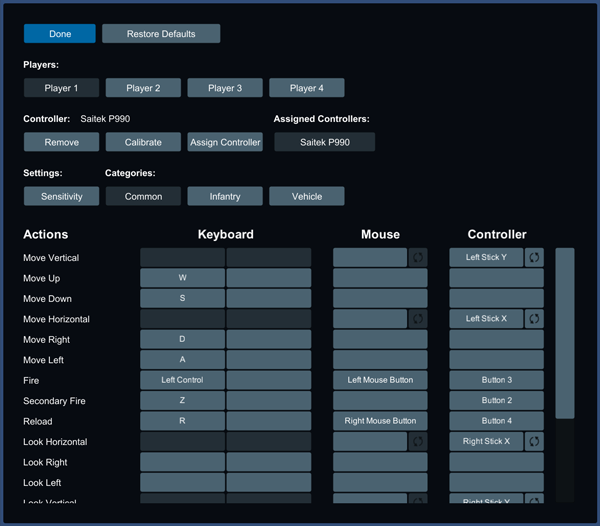 Done Restore Defaults
Players:
Player 1 Player 2 Player 3 Player 4
Controller: Saitek P990 Assigned Controllers:
Remove Calibrate Assign Controller Saitek P990
Settings: Categories:
Sensitivity Common Infantry Vehicle
Actions Keyboard Mouse Controller
Move Vertical Left Stick Y
Move Up W
Move Down S
Move Horizontal Left Stick X
Move Right D
Move Left A
Fire Left Control Left Mouse Button Button 3
Secondary Fire Z Button 2
Reload R Right Mouse Button Button 4
Look Horizontal Right Stick X
Look Right
Look Left
Look Vertical Right Stick Y